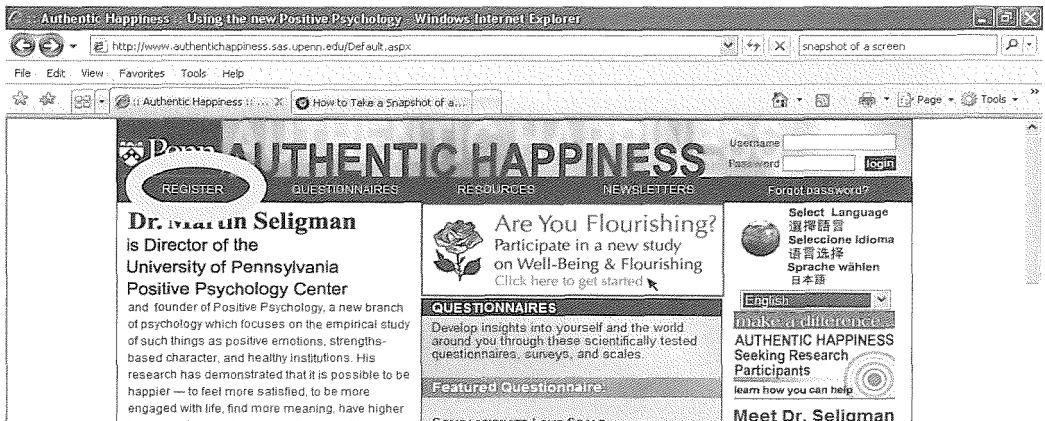 :: Authentic Happiness :: Using the new Positive Psychology - Windows Internet Explorer
http://www.authentichappiness.sas.upenn.edu/Default.aspx
snapshot of a screen
File Edit View Favorites Tools Help
:: Authentic Happiness :: ...
How to Take a Snapshot of a...
Page
Tools
Penn
AUTHENTIC HAPPINESS
Username
Password
login
REGISTER
QUESTIONNAIRES
RESOURCES
NEWSLETTERS
Forgot password?
Dr. Martin Seligman
is Director of the
University of Pennsylvania
Positive Psychology Center
and founder of Positive Psychology, a new branch
of psychology which focuses on the empirical study
of such things as positive emotions, strengths-
based character, and healthy institutions. His
research has demonstrated that it is possible to be
happier — to feel more satisfied, to be more
engaged with life, find more meaning, have higher
Are You Flourishing?
Participate in a new study
on Well-Being & Flourishing
Click here to get started
QUESTIONNAIRES
Develop insights into yourself and the world
around you through these scientifically tested
questionnaires, surveys, and scales.
Featured Questionnaire
Select Language
選擇語言
Seleccione Idioma
语言选择
Sprache wählen
日本語
English
make a difference
AUTHENTIC HAPPINESS
Seeking Research
Participants
learn how you can help
Meet Dr. Seligman